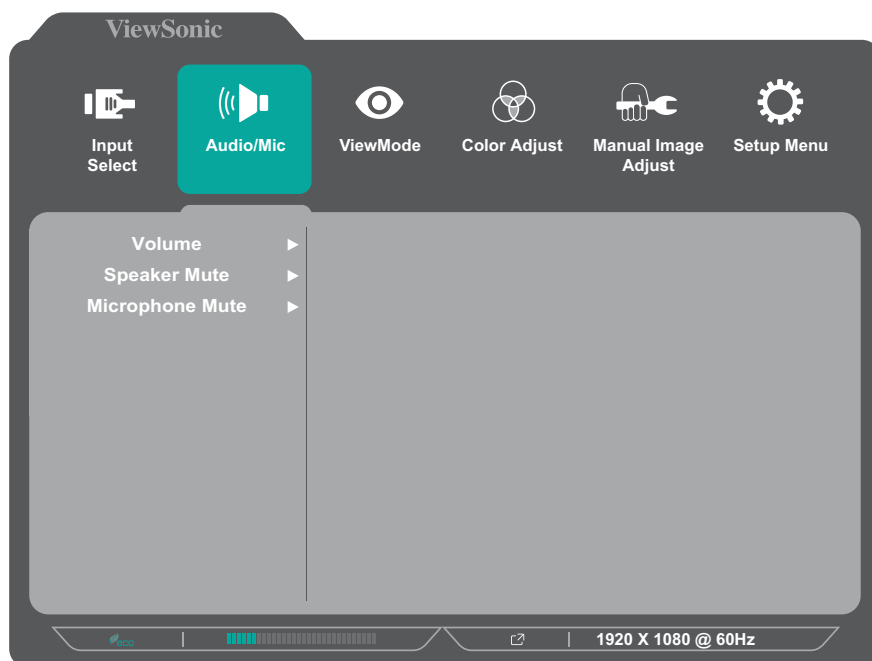 ViewSonic
Input
Select
Audio/Mic
ViewMode
Color Adjust
Manual Image
Adjust
Setup Menu
Volume
Speaker Mute
Microphone Mute
eco
1920 X 1080 @ 60Hz